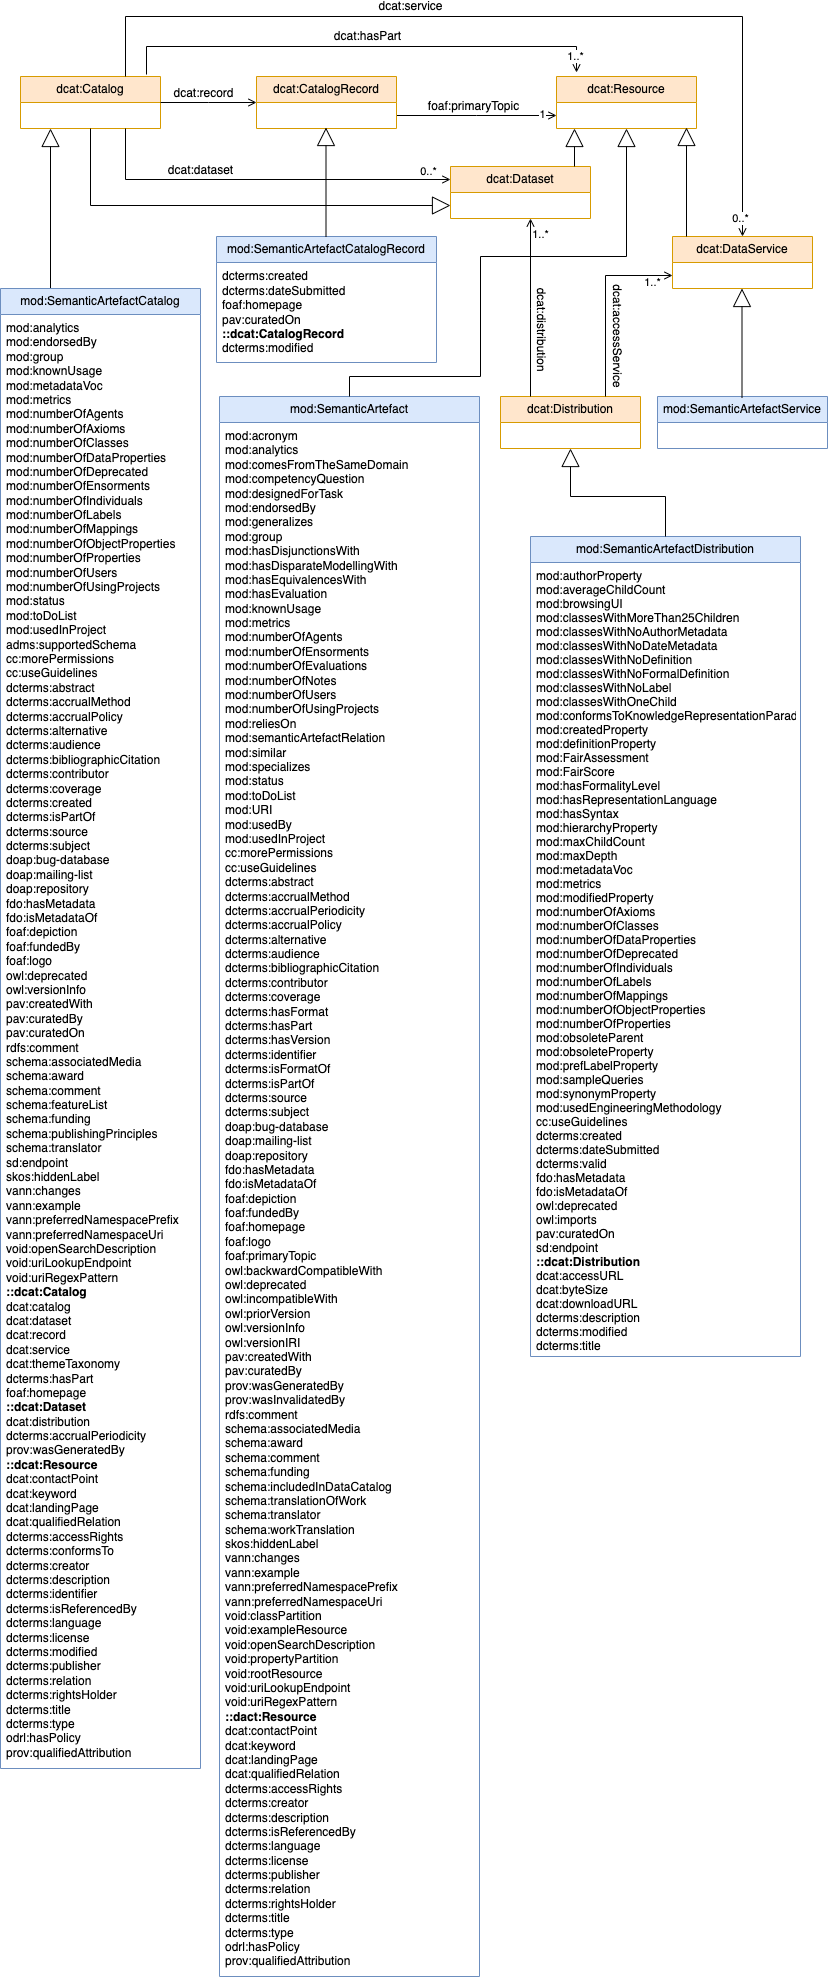 dcat:service
dcat:hasPart
1..*
dcat:Catalog
dcat:record
dcat:CatalogRecord
foaf:primaryTopic
1
dcat:Resource
dcat:dataset
0..*
dcat:Dataset
1..*
0..*
dcat:DataService
1..*
dcat:distribution
dcat:accessService
mod:SemanticArtefactCatalogRecord
dcterms:created
dcterms:dateSubmitted
foaf:homepage
pav:curatedOn
::dcat:CatalogRecord
dcterms:modified
mod:SemanticArtefactCatalog
mod:analytics
mod:endorsedBy
mod:group
mod:knownUsage
mod:metadataVoc
mod:metrics
mod:numberOfAgents
mod:numberOfAxioms
mod:numberOfClasses
mod:numberOfDataProperties
mod:numberOfDeprecated
mod:numberOfEnsorments
mod:numberOfIndividuals
mod:numberOfLabels
mod:numberOfMappings
mod:numberOfObjectProperties
mod:numberOfProperties
mod:numberOfUsers
mod:numberOfUsingProjects
mod:status
mod:toDoList
mod:usedInProject
adms:supportedSchema
cc:morePermissions
cc:useGuidelines
dcterms:abstract
dcterms:accrualMethod
dcterms:accrualPolicy
dcterms:alternative
dcterms:audience
dcterms:bibliographicCitation
dcterms:contributor
dcterms:coverage
dcterms:created
dcterms:isPartOf
dcterms:source
dcterms:subject
doap:bug-database
doap:mailing-list
doap:repository
fdo:hasMetadata
fdo:isMetadataOf
foaf:depiction
foaf:fundedBy
foaf:logo
owl:deprecated
owl:versionInfo
pav:createdWith
pav:curatedBy
pav:curatedOn
rdfs:comment
schema:associatedMedia
schema:award
schema:comment
schema:featureList
schema:funding
schema:publishingPrinciples
schema:translator
sd:endpoint
skos:hiddenLabel
vann:changes
vann:example
vann:preferredNamespacePrefix
vann:preferredNamespaceUri
void:openSearchDescription
void:uriLookupEndpoint
void:uriRegexPattern
::dcat:Catalog
dcat:catalog
dcat:dataset
dcat:record
dcat:service
dcat:themeTaxonomy
dcterms:hasPart
foaf:homepage
::dcat:Dataset
dcat:distribution
dcterms:accrualPeriodicity
prov:wasGeneratedBy
::dcat:Resource
dcat:contactPoint
dcat:keyword
dcat:landingPage
dcat:qualifiedRelation
dcterms:accessRights
dcterms:conformsTo
dcterms:creator
dcterms:description
dcterms:identifier
dcterms:isReferencedBy
dcterms:language
dcterms:license
dcterms:modified
dcterms:publisher
dcterms:relation
dcterms:rightsHolder
dcterms:title
dcterms:type
odrl:hasPolicy
prov:qualifiedAttribution
mod:SemanticArtefact
mod:acronym
mod:analytics
mod:comesFromTheSameDomain
mod:competencyQuestion
mod:designedForTask
mod:endorsedBy
mod:generalizes
mod:group
mod:hasDisjunctionsWith
mod:hasDisparateModellingWith
mod:hasEquivalencesWith
mod:hasEvaluation
mod:knownUsage
mod:metrics
mod:numberOfAgents
mod:numberOfEnsorments
mod:numberOfEvaluations
mod:numberOfNotes
mod:numberOfUsers
mod:numberOfUsingProjects
mod:reliesOn
mod:semanticArtefactRelation
mod:similar
mod:specializes
mod:status
mod:toDoList
mod:URI
mod:usedBy
mod:usedInProject
cc:morePermissions
cc:useGuidelines
dcterms:abstract
dcterms:accrualMethod
dcterms:accrualPeriodicity
dcterms:accrualPolicy
dcterms:alternative
dcterms:audience
dcterms:bibliographicCitation
dcterms:contributor
dcterms:coverage
dcterms:hasFormat
dcterms:hasPart
dcterms:hasVersion
dcterms:identifier
dcterms:isFormatOf
dcterms:isPartOf
dcterms:source
dcterms:subject
doap:bug-database
doap:mailing-list
doap:repository
fdo:hasMetadata
fdo:isMetadataOf
foaf:depiction
foaf:fundedBy
foaf:homepage
foaf:logo
foaf:primaryTopic
owl:backwardCompatibleWith
owl:deprecated
owl:incompatibleWith
owl:priorVersion
owl:versionInfo
owl:versionIRI
pav:createdWith
pav:curatedBy
prov:wasGeneratedBy
prov:wasInvalidatedBy
rdfs:comment
schema:associatedMedia
schema:award
schema:comment
schema:funding
schema:includedInDataCatalog
schema:translationOfWork
schema:translator
schema:workTranslation
skos:hiddenLabel
vann:changes
vann:example
vann:preferredNamespacePrefix
vann:preferredNamespaceUri
void:classPartition
void:exampleResource
void:openSearchDescription
void:propertyPartition
void:rootResource
void:uriLookupEndpoint
void:uriRegexPattern
::dact:Resource
dcat:contactPoint
dcat:keyword
dcat:landingPage
dcat:qualifiedRelation
dcterms:accessRights
dcterms:creator
dcterms:description
dcterms:isReferencedBy
dcterms:language
dcterms:license
dcterms:publisher
dcterms:relation
dcterms:rightsHolder
dcterms:title
dcterms:type
odrl:hasPolicy
prov:qualifiedAttribution
dcat:Distribution
mod:SemanticArtefactService
mod:SemanticArtefactDistribution
mod:authorProperty
mod:averageChildCount
mod:browsingUI
mod:classesWithMoreThan25Children
mod:classesWithNoAuthorMetadata
mod:classesWithNoDateMetadata
mod:classesWithNoDefinition
mod:classesWithNoFormalDefinition
mod:classesWithNoLabel
mod:classesWithOneChild
mod:conformsToKnowledgeRepresentationParad
mod:createdProperty
mod:definitionProperty
mod:FairAssessment
mod:FairScore
mod:hasFormalityLevel
mod:hasRepresentationLanguage
mod:hasSyntax
mod:hierarchyProperty
mod:maxChildCount
mod:maxDepth
mod:metadataVoc
mod:metrics
mod:modifiedProperty
mod:numberOfAxioms
mod:numberOfClasses
mod:numberOfDataProperties
mod:numberOfDeprecated
mod:numberOfIndividuals
mod:numberOfLabels
mod:numberOfMappings
mod:numberOfObjectProperties
mod:numberOfProperties
mod:obsoleteParent
mod:obsoleteProperty
mod:prefLabelProperty
mod:sampleQueries
mod:synonymProperty
mod:usedEngineeringMethodology
cc:useGuidelines
dcterms:created
dcterms:dateSubmitted
dcterms:valid
fdo:hasMetadata
fdo:isMetadataOf
owl:deprecated
owl:imports
pav:curatedOn
sd:endpoint
::dcat:Distribution
dcat:accessURL
dcat:byteSize
dcat:downloadURL
dcterms:description
dcterms:modified
dcterms:title